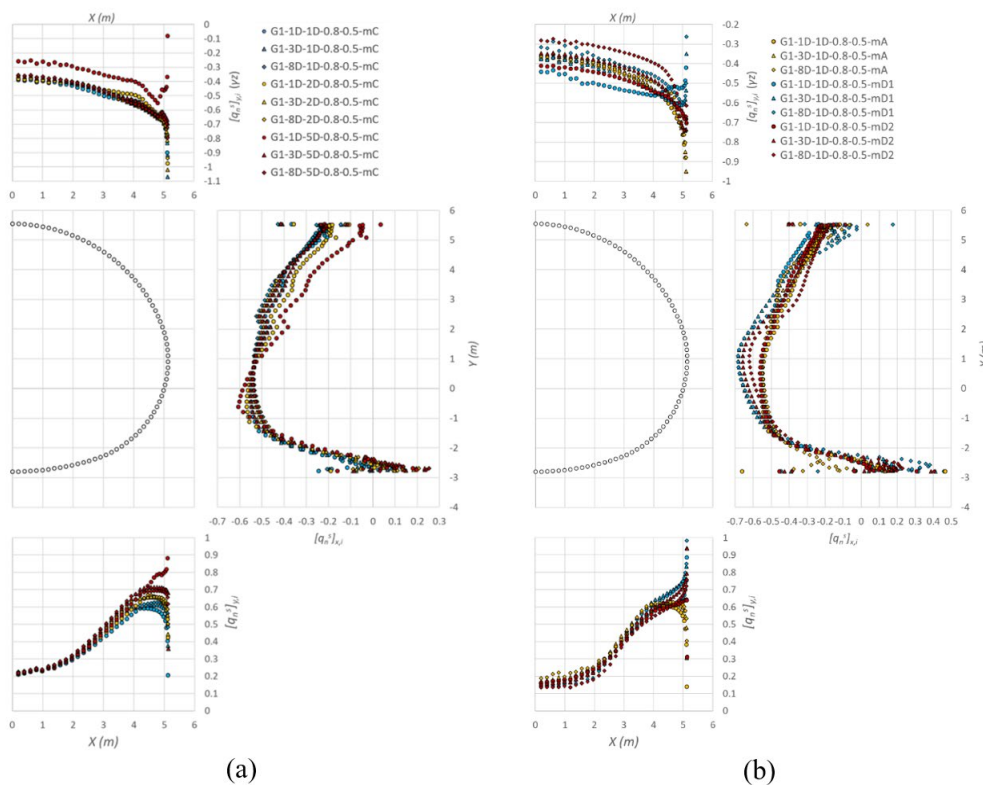 X (m)
0 1 2 3 4 5 6
0
-0.1
-0.2
-0.3
-0.4
-0.5
-0.6
-0.7
-0.8
-0.9
-1
-1.1
[qₙˢ]y,i (γz)
G1-1D-1D-0.8-0.5-mC
G1-3D-1D-0.8-0.5-mC
G1-8D-1D-0.8-0.5-mC
G1-1D-2D-0.8-0.5-mC
G1-3D-2D-0.8-0.5-mC
G1-8D-2D-0.8-0.5-mC
G1-1D-5D-0.8-0.5-mC
G1-3D-5D-0.8-0.5-mC
G1-8D-5D-0.8-0.5-mC
6
5
4
3
2
1
0
-1
-2
-3
-4
Y (m)
-0.7 -0.6 -0.5 -0.4 -0.3 -0.2 -0.1 0 0.1 0.2 0.3
[qₙˢ]x,i
1
0.9
0.8
0.7
0.6
0.5
0.4
0.3
0.2
0.1
0
[qₙˢ]y,i
0 1 2 3 4 5 6
X (m)
(a)
X (m)
0 1 2 3 4 5 6
-0.2
-0.3
-0.4
-0.5
-0.6
-0.7
-0.8
-0.9
-1
[qₙˢ]y,i (γz)
G1-1D-1D-0.8-0.5-mA
G1-3D-1D-0.8-0.5-mA
G1-8D-1D-0.8-0.5-mA
G1-1D-1D-0.8-0.5-mD1
G1-3D-1D-0.8-0.5-mD1
G1-8D-1D-0.8-0.5-mD1
G1-1D-1D-0.8-0.5-mD2
G1-3D-1D-0.8-0.5-mD2
G1-8D-1D-0.8-0.5-mD2
6
5
4
3
2
1
0
-1
-2
-3
-4
Y (m)
-0.7 -0.6 -0.5 -0.4 -0.3 -0.2 -0.1 0 0.1 0.2 0.3 0.4 0.5
[qₙˢ]x,i
1
0.9
0.8
0.7
0.6
0.5
0.4
0.3
0.2
0.1
0
[qₙˢ]y,i
0 1 2 3 4 5 6
X (m)
(b)